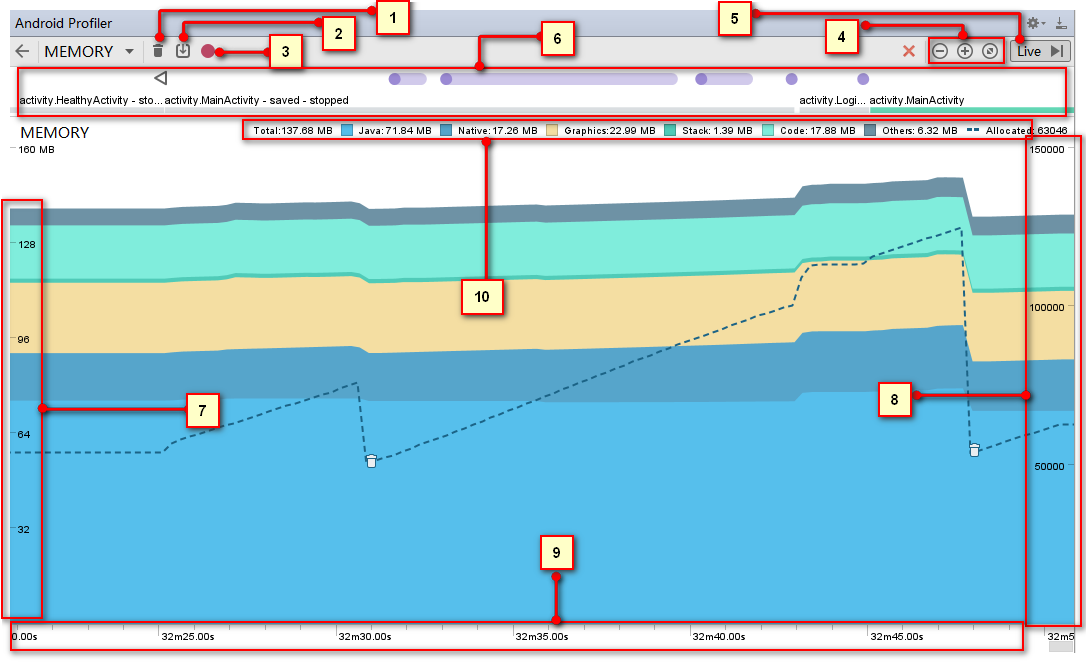 1
5
Android Profiler
2
4
3
6
MEMORY
Live
activity.HealthyActivity - sto... activity.MainActivity - saved - stopped activity.Logi... activity.MainActivity
MEMORY
Total:137.68 MB Java: 71.84 MB Native: 17.26 MB Graphics:22.99 MB Stack: 1.39 MB Code: 17.88 MB Others: 6.32 MB Allocated: 63046
160 MB
150000
128
10
100000
96
7
8
64
50000
32
9
0.00s 32m25.00s 32m30.00s 32m35.00s 32m40.00s 32m45.00s 32m5